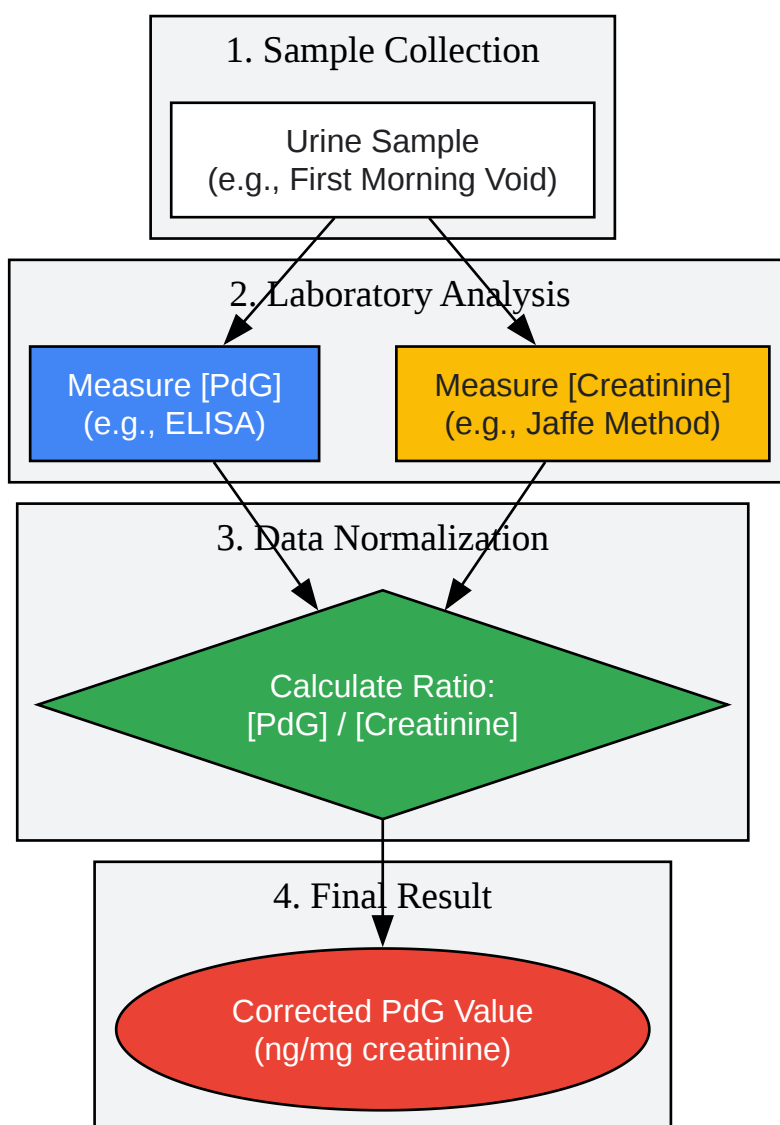 1. Sample Collection
Urine Sample
(e.g., First Morning Void)
2. Laboratory Analysis
Measure [PdG]
(e.g., ELISA)
Measure [Creatinine]
(e.g., Jaffe Method)
3. Data Normalization
Calculate Ratio:
[PdG] / [Creatinine]
4. Final Result
Corrected PdG Value
(ng/mg creatinine)